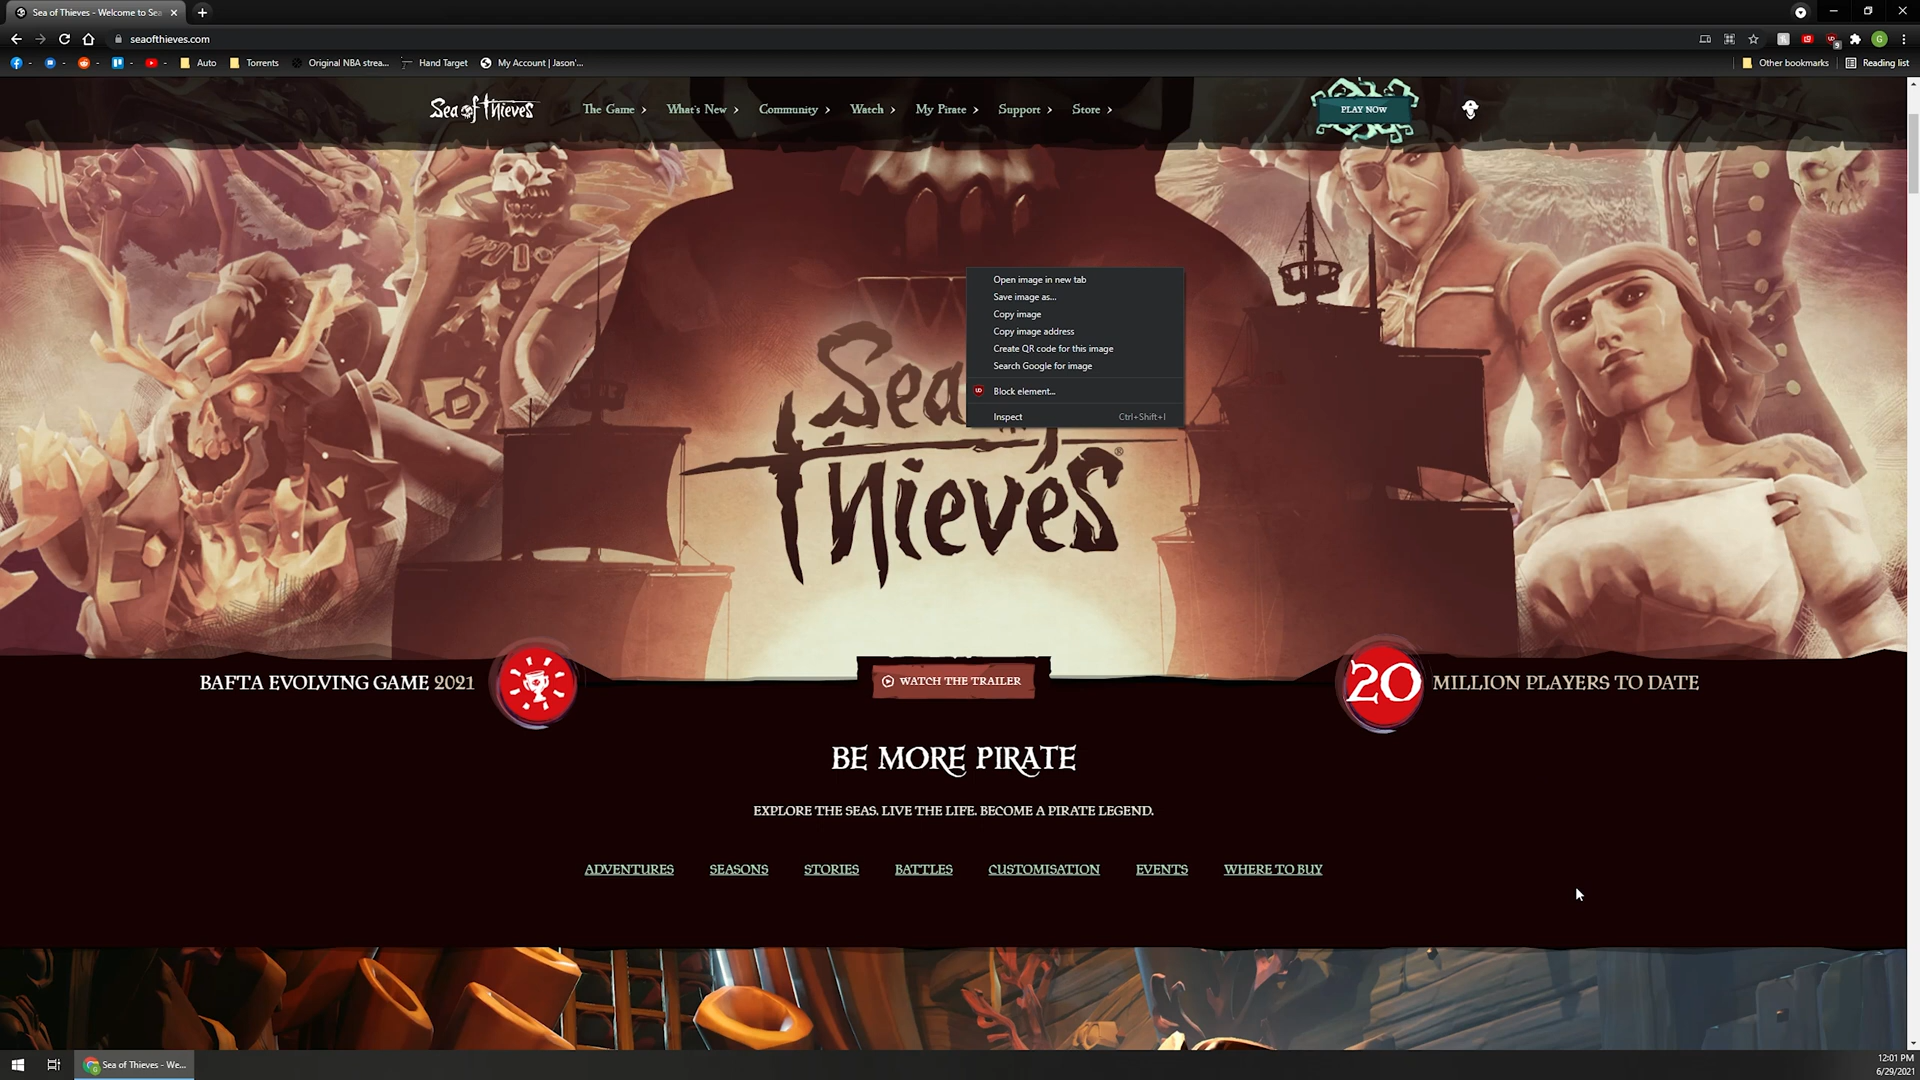 Sea of Thieves - Welcome to Sea
seaofthieves.com
Auto
Torrents
Original NBA strea...
Hand Target
My Account | Jason'...
Other bookmarks
Reading list
Sea of Thieves
The Game
What's New
Community
Watch
My Pirate
Support
Store
PLAY NOW
Open image in new tab
Save image as...
Copy image
Copy image address
Create QR code for this image
Search Google for image
Block element...
Inspect Ctrl+Shift+I
Sea
Thieves®
BAFTA EVOLVING GAME 2021
WATCH THE TRAILER
20 MILLION PLAYERS TO DATE
BE MORE PIRATE
EXPLORE THE SEAS. LIVE THE LIFE. BECOME A PIRATE LEGEND.
ADVENTURES
SEASONS
STORIES
BATTLES
CUSTOMISATION
EVENTS
WHERE TO BUY
Sea of Thieves - We...
12:01 PM
6/29/2021